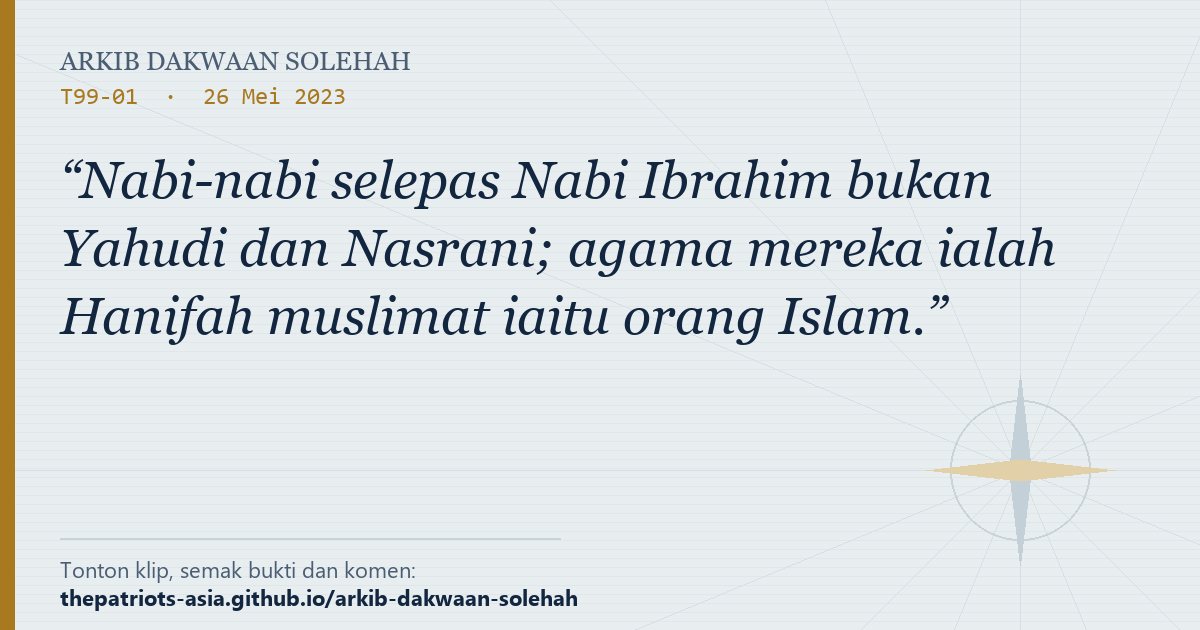 ARKIB DAKWAAN SOLEHAH
T99-01 · 26 Mei 2023
“Nabi-nabi selepas Nabi Ibrahim bukan
Yahudi dan Nasrani; agama mereka ialah
Hanifah muslimat iaitu orang Islam.”
Tonton klip, semak bukti dan komen:
thepatriots-asia.github.io/arkib-dakwaan-solehah